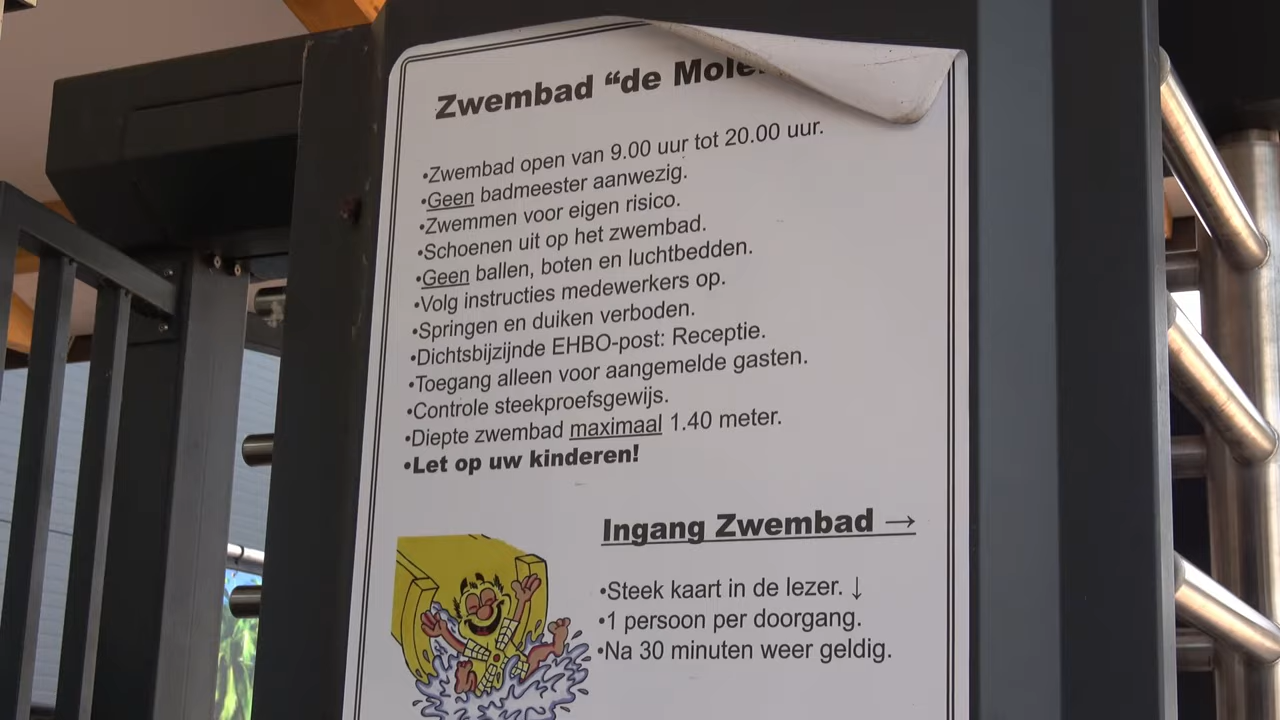 Zwembad “de
•Zwembad open van 9.00 uur tot 20.00 uur.
•Geen badmeester aanwezig.
•Zwemmen voor eigen risico.
•Schoenen uit op het zwembad.
•Geen ballen, boten en luchtbedden.
•Volg instructies medewerkers op.
•Springen en duiken verboden.
•Dichtsbijzijnde EHBO-post: Receptie.
•Toegang alleen voor aangemelde gasten.
•Controle steekproefsgewijs.
•Diepte zwembad maximaal 1.40 meter.
•Let op uw kinderen!
Ingang Zwembad →
•Steek kaart in de lezer. ↓
•1 persoon per doorgang.
•Na 30 minuten weer geldig.